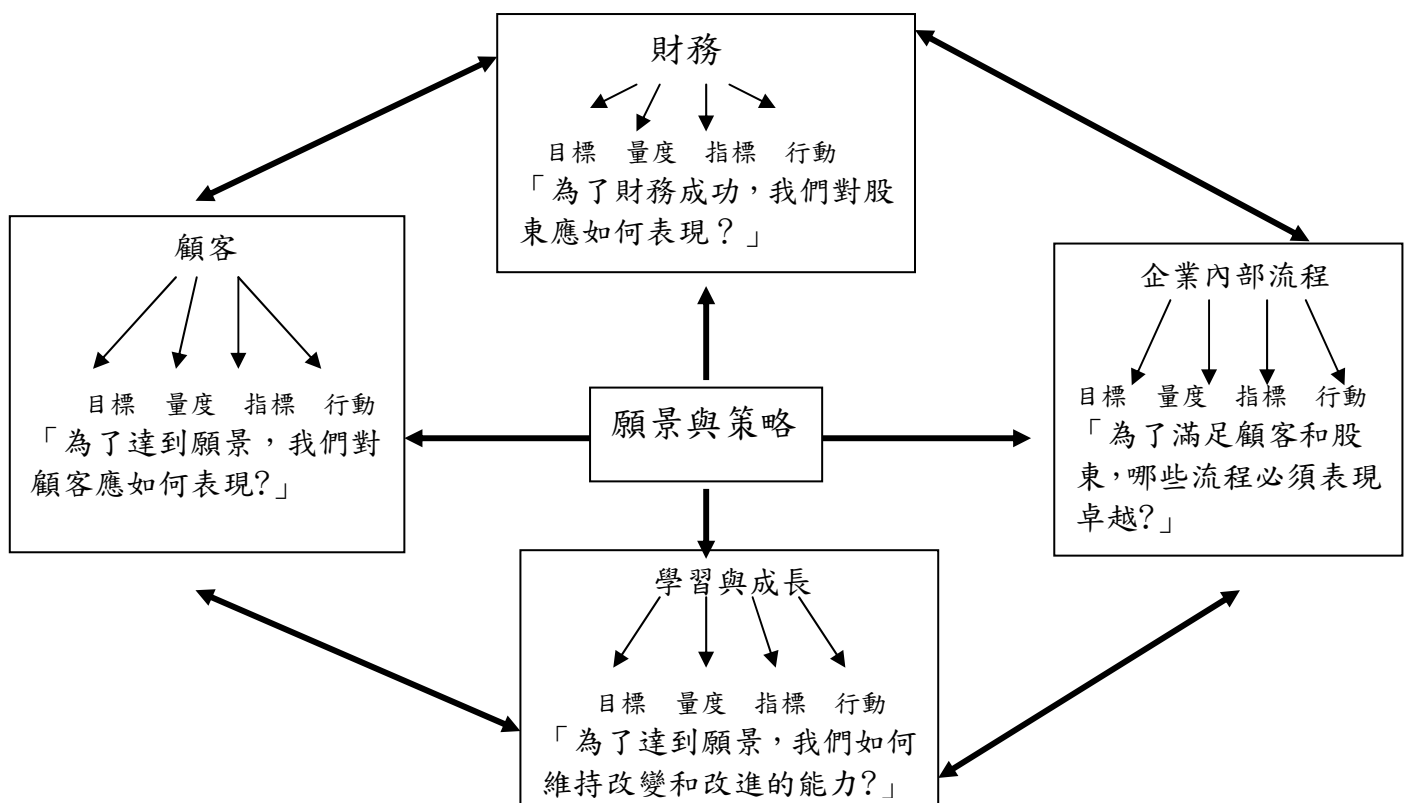 財務
目標 量度 指標 行動
「為了財務成功，我們對股
東應如何表現？」
顧客
目標 量度 指標 行動
「為了達到願景，我們對
顧客應如何表現?」
願景與策略
企業內部流程
目標 量度 指標 行動
「為了滿足顧客和股
東，哪些流程必須表現
卓越?」
學習與成長
目標 量度 指標 行動
「為了達到願景，我們如何
維持改變和改進的能力?」